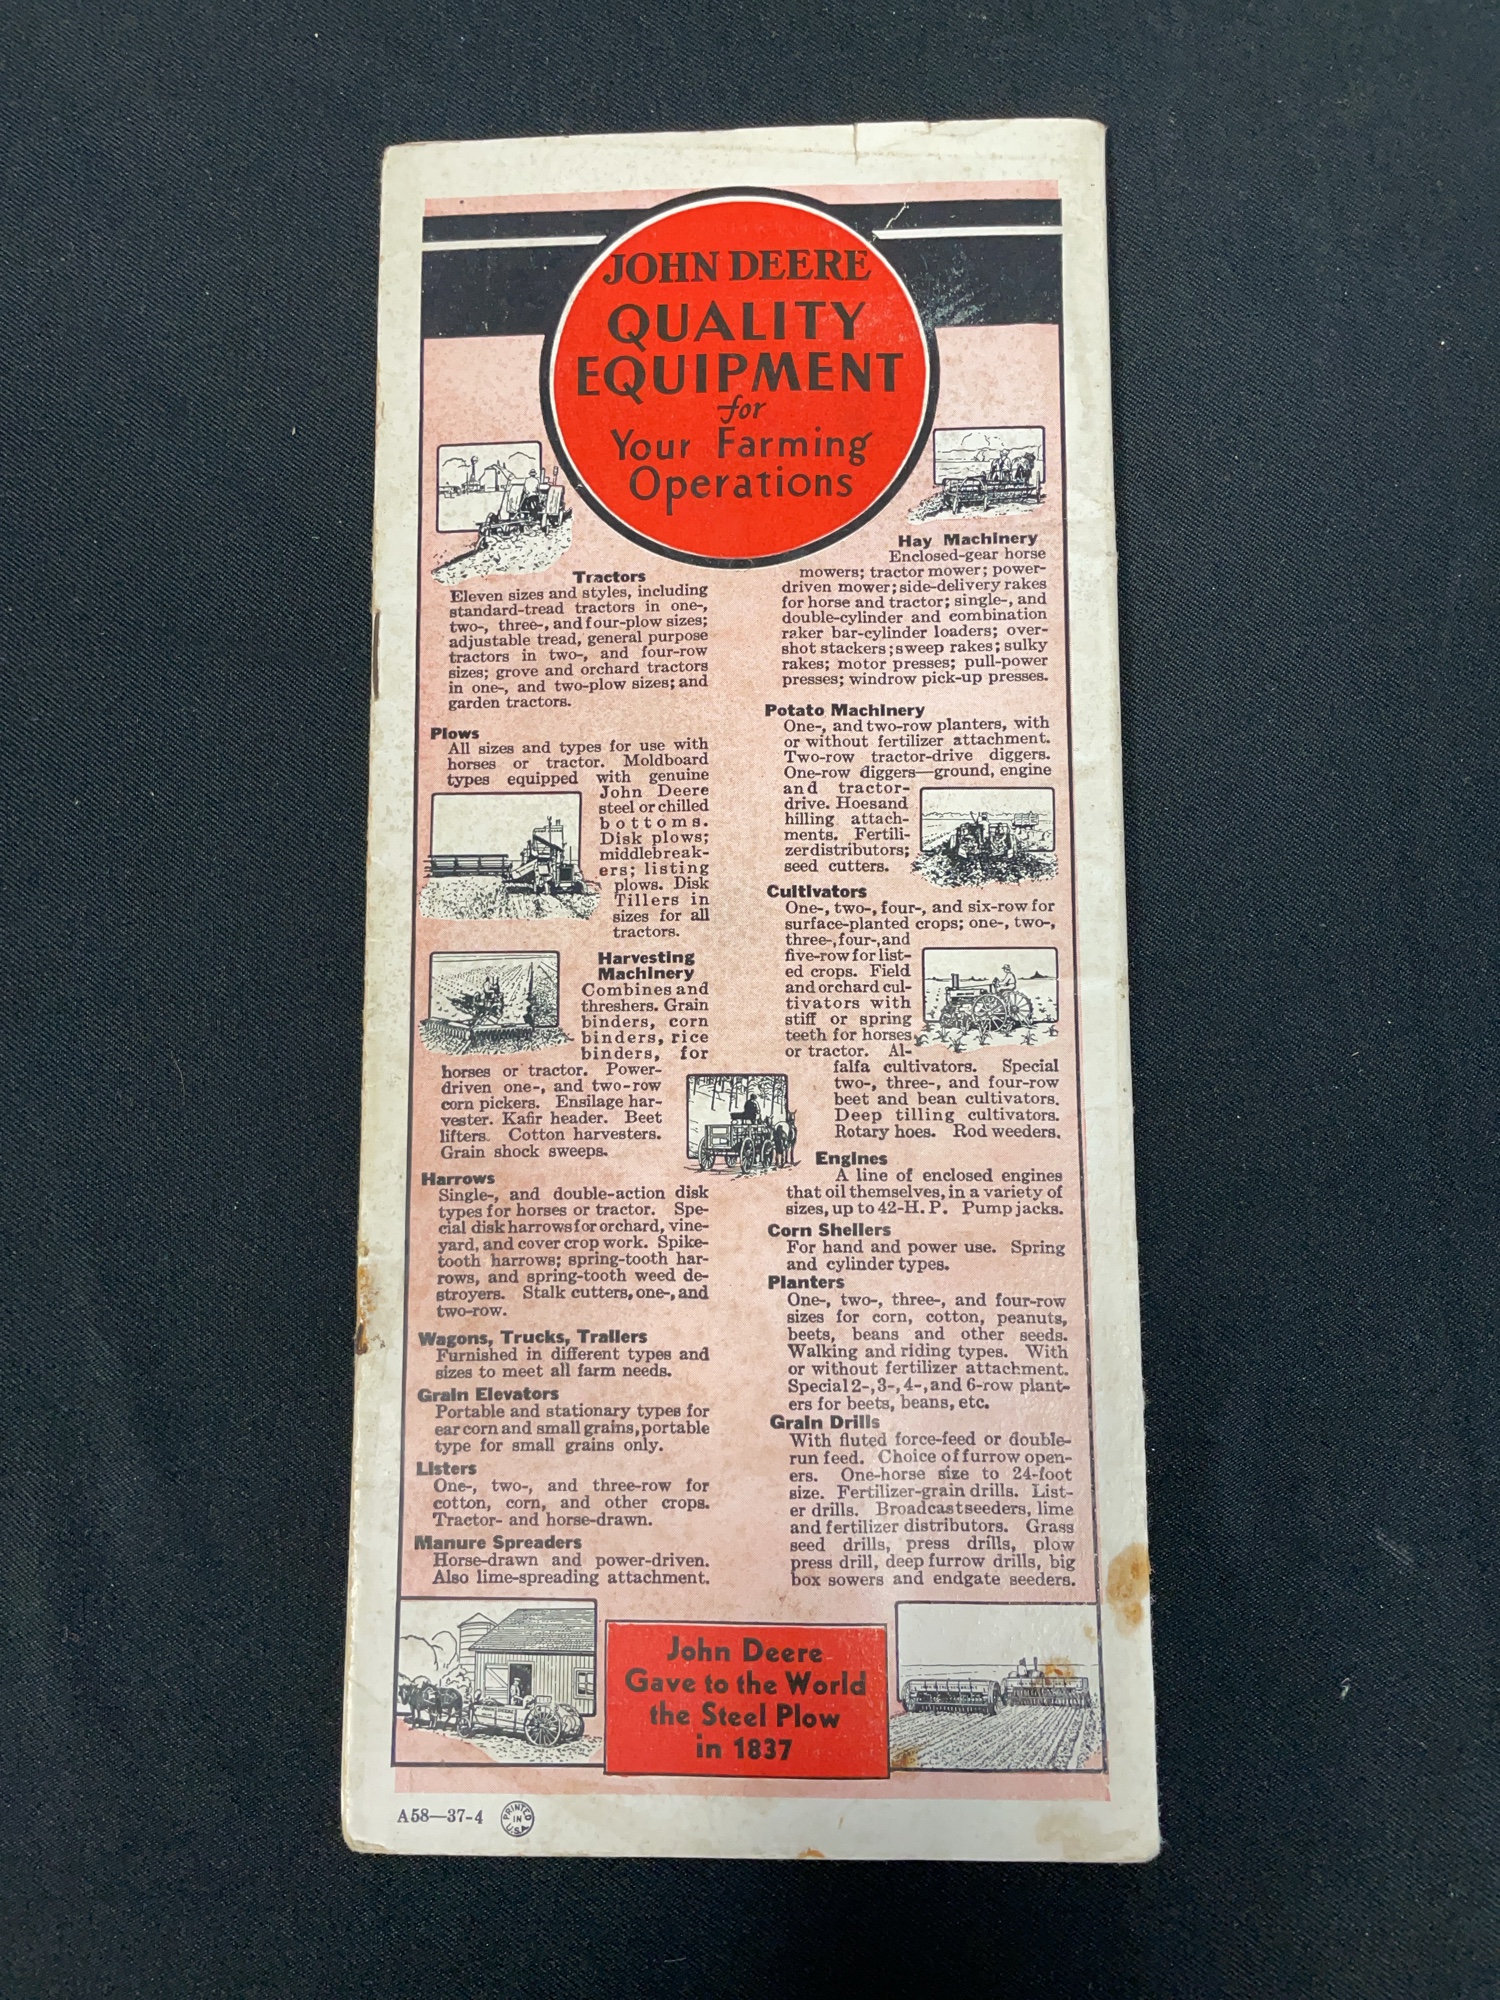 JOHN DEERE
QUALITY
EQUIPMENT
for
Your Farming
Operations
Tractors
Eleven sizes and styles, including
standard-tread tractors in one-,
two-, three-, and four-plow sizes;
adjustable tread, general purpose
tractors in two-, and four-row
sizes; grove and orchard tractors
in one-, and two-plow sizes; and
garden tractors.
Plows
All sizes and types for use with
horses or tractor. Moldboard
types equipped with genuine
John Deere
steel or chilled
bottoms.
Disk plows;
middlebreak-
ers; listing
plows. Disk
Tillers in
sizes for all
tractors.
Harvesting
Machinery
Combines and
threshers. Grain
binders, corn
binders, rice
binders, for
horses or tractor. Power-
driven one-, and two-row
corn pickers. Ensilage har-
vester. Kafir header. Beet
lifters. Cotton harvesters.
Grain shock sweeps.
Harrows
Single-, and double-action disk
types for horses or tractor. Spe-
cial disk harrows for orchard, vine-
yard, and cover crop work. Spike-
tooth harrows; spring-tooth har-
rows, and spring-tooth weed de-
stroyers. Stalk cutters, one-, and
two-row.
Wagons, Trucks, Trailers
Furnished in different types and
sizes to meet all farm needs.
Grain Elevators
Portable and stationary types for
ear corn and small grains, portable
type for small grains only.
Listers
One-, two-, and three-row for
cotton, corn, and other crops.
Tractor- and horse-drawn.
Manure Spreaders
Horse-drawn and power-driven.
Also lime-spreading attachment.
Hay Machinery
Enclosed-gear horse
mowers; tractor mower; power-
driven mower; side-delivery rakes
for horse and tractor; single-, and
double-cylinder and combination
raker bar-cylinder loaders; over-
shot stackers; sweep rakes; sulky
rakes; motor presses; pull-power
presses; windrow pick-up presses.
Potato Machinery
One-, and two-row planters, with
or without fertilizer attachment.
Two-row tractor-drive diggers.
One-row diggers—ground, engine
and tractor-
drive. Hoes and
hilling attach-
ments. Fertili-
zer distributors;
seed cutters.
Cultivators
One-, two-, four-, and six-row for
surface-planted crops; one-, two-,
three-, four-, and
five-row for list-
ed crops. Field
and orchard cul-
tivators with
stiff or spring
teeth for horses
or tractor. Al-
falfa cultivators. Special
two-, three-, and four-row
beet and bean cultivators.
Deep tilling cultivators.
Rotary hoes. Rod weeders.
Engines
A line of enclosed engines
that oil themselves, in a variety of
sizes, up to 42-H. P. Pump jacks.
Corn Shellers
For hand and power use. Spring
and cylinder types.
Planters
One-, two-, three-, and four-row
sizes for corn, cotton, peanuts,
beets, beans and other seeds.
Walking and riding types. With
or without fertilizer attachment.
Special 2-, 3-, 4-, and 6-row plant-
ers for beets, beans, etc.
Grain Drills
With fluted force-feed or double-
run feed. Choice of furrow open-
ers. One-horse size to 24-foot
size. Fertilizer-grain drills. List-
er drills. Broadcast seeders, lime
and fertilizer distributors. Grass
seed drills, press drills, plow
press drill, deep furrow drills, big
box sowers and endgate seeders.
John Deere
Gave to the World
the Steel Plow
in 1837
A58—37-4
PRINTED
IN
U.S.A.